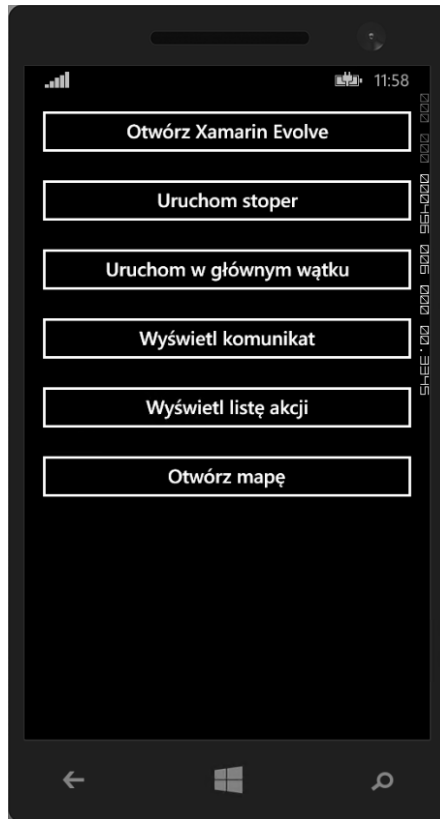 11:58
Otwórz Xamarin Evolve
Uruchom stoper
Uruchom w głównym wątku
Wyświetl komunikat
Wyświetl listę akcji
Otwórz mapę